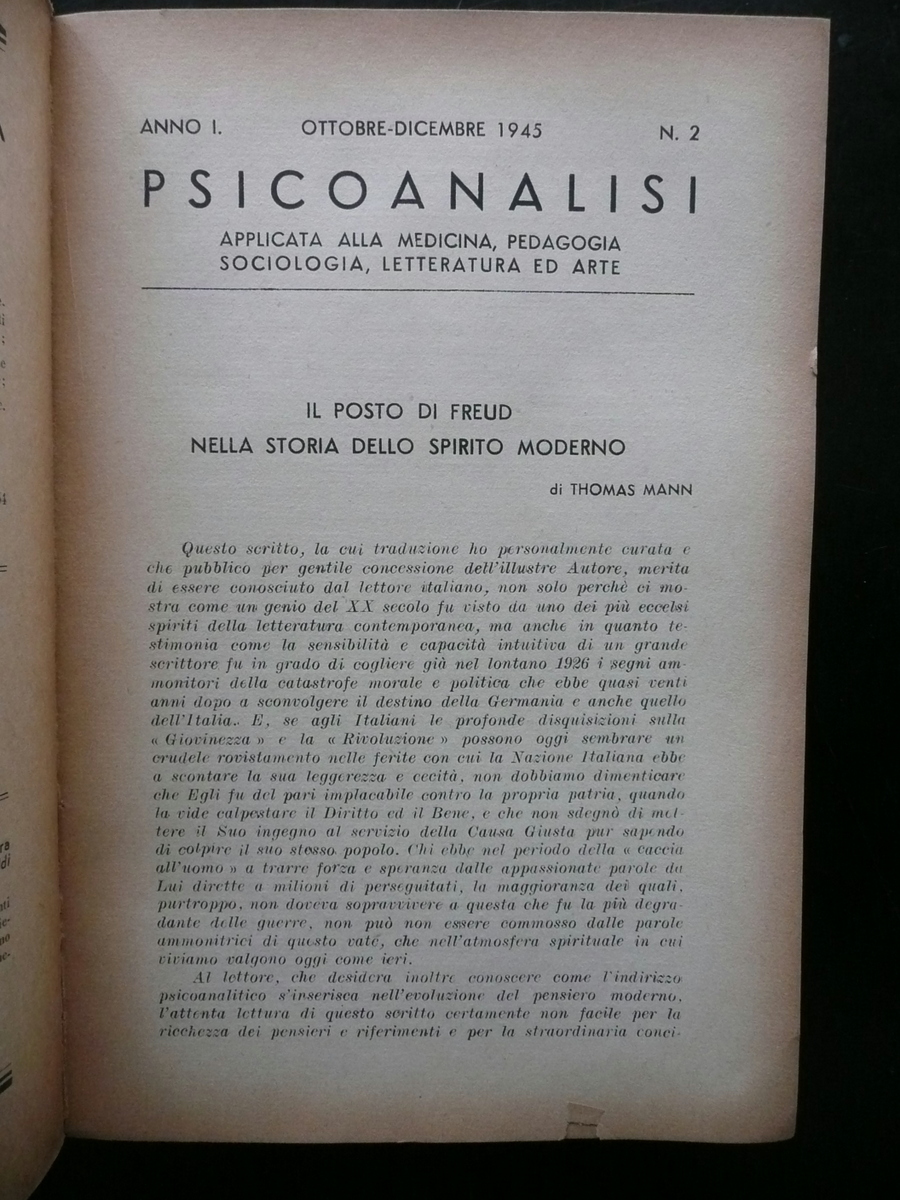 ANNO I. OTTOBRE-DICEMBRE 1945 N. 2
PSICOANALISI
APPLICATA ALLA MEDICINA, PEDAGOGIA
SOCIOLOGIA, LETTERATURA ED ARTE
IL POSTO DI FREUD
NELLA STORIA DELLO SPIRITO MODERNO
di THOMAS MANN
Questo scritto, la cui traduzione ho personalmente curata e
che pubblico per gentile concessione dell'illustre Autore, merita
di essere conosciuto dal lettore italiano, non solo perchè ci mo-
stra come un genio del XX secolo fu visto da uno dei più eccelsi
spiriti della letteratura contemporanea, ma anche in quanto te-
stimonia come la sensibilità e capacità intuitiva di un grande
scrittore fu in grado di cogliere già nel lontano 1926 i segni am-
monitori della catastrofe morale e politica che ebbe quasi venti
anni dopo a sconvolgere il destino della Germania e anche quello
dell'Italia. E, se agli Italiani le profonde disquisizioni sulla
« Giovinezza » e la « Rivoluzione » possono oggi sembrare un
crudele rovistamento nelle ferite con cui la Nazione Italiana ebbe
a scontare la sua leggerezza e cecità, non dobbiamo dimenticare
che Egli fu del pari implacabile contro la propria patria, quando
la vide calpestare il Diritto ed il Bene, e che non sdegnò di met-
tere il Suo ingegno al servizio della Causa Giusta pur sapendo
di colpire il suo stesso popolo. Chi ebbe nel periodo della « caccia
all'uomo » a trarre forza e speranza dalle appassionate parole da
Lui dirette a milioni di perseguitati, la maggioranza dei quali,
purtroppo, non doveva sopravvivere a questa che fu la più degra-
dante delle guerre, non può non essere commosso dalle parole
ammonitrici di questo vate, che nell'atmosfera spirituale in cui
viviamo valgono oggi come ieri.
Al lettore, che desidera inoltre conoscere come l'indirizzo
psicoanalitico s'inserisca nell'evoluzione del pensiero moderno,
l'attenta lettura di questo scritto certamente non facile per la
ricchezza dei pensieri e riferimenti e per la straordinaria conci-